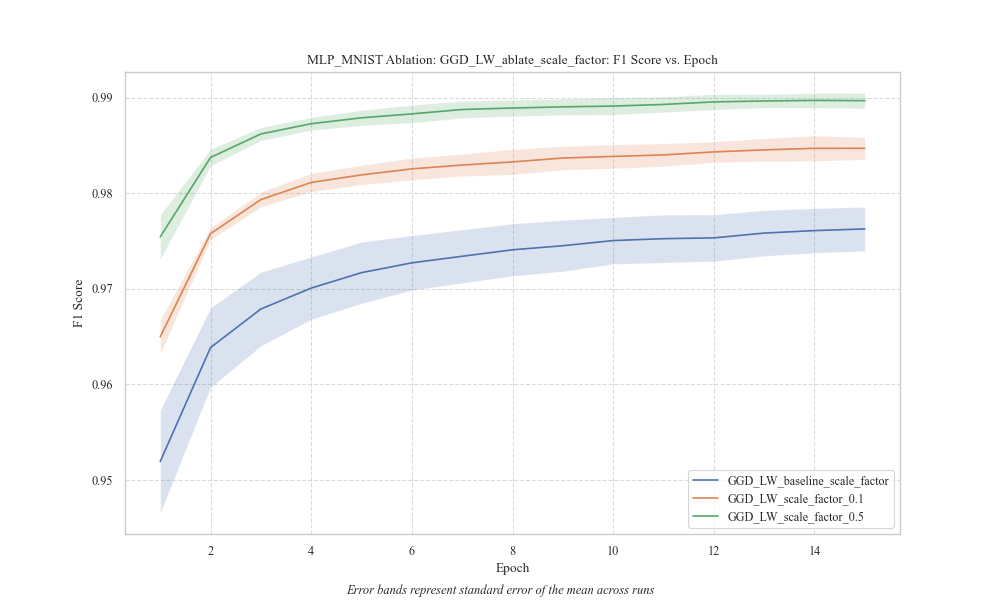 MLP_MNIST Ablation: GGD_LW_ablate_scale_factor: F1 Score vs. Epoch
0.99
0.98
0.97
0.96
0.95
F1 Score
GGD_LW_baseline_scale_factor
GGD_LW_scale_factor_0.1
GGD_LW_scale_factor_0.5
2 4 6 8 10 12 14
Epoch
Error bands represent standard error of the mean across runs